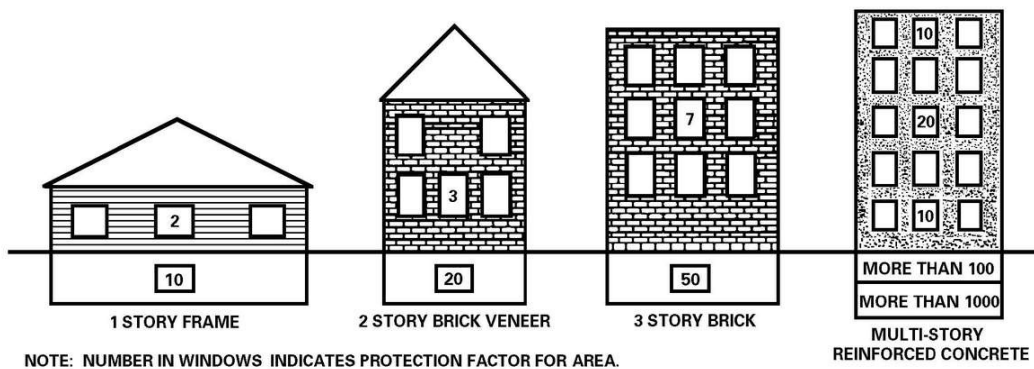 10
20
10
7
3
2
10
20
50
MORE THAN 100
MORE THAN 1000
1 STORY FRAME
2 STORY BRICK VENEER
3 STORY BRICK
MULTI-STORY
REINFORCED CONCRETE
NOTE: NUMBER IN WINDOWS INDICATES PROTECTION FACTOR FOR AREA.